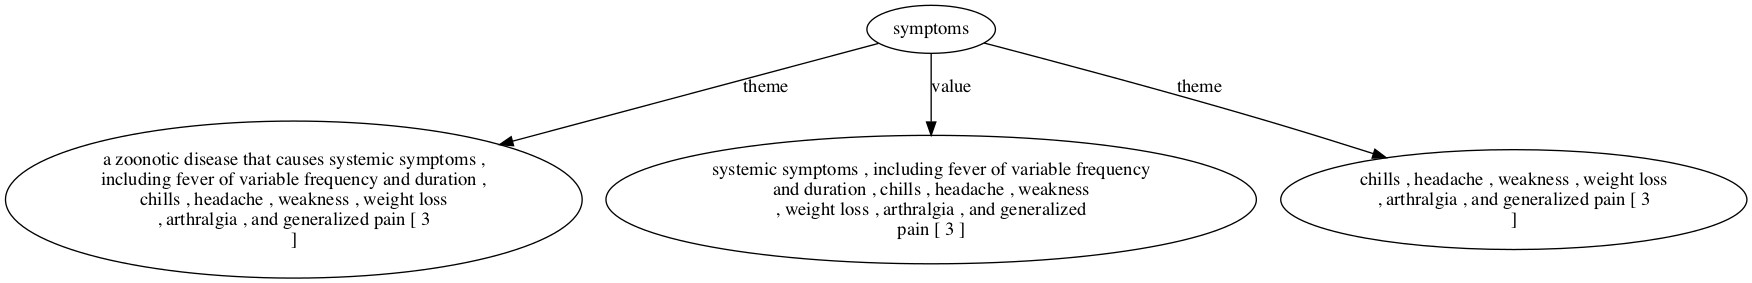 symptoms
theme
value
theme
a zoonotic disease that causes systemic symptoms ,
including fever of variable frequency and duration ,
chills , headache , weakness , weight loss
, arthralgia , and generalized pain [ 3
]
systemic symptoms , including fever of variable frequency
and duration , chills , headache , weakness
, weight loss , arthralgia , and generalized
pain [ 3 ]
chills , headache , weakness , weight loss
, arthralgia , and generalized pain [ 3
]